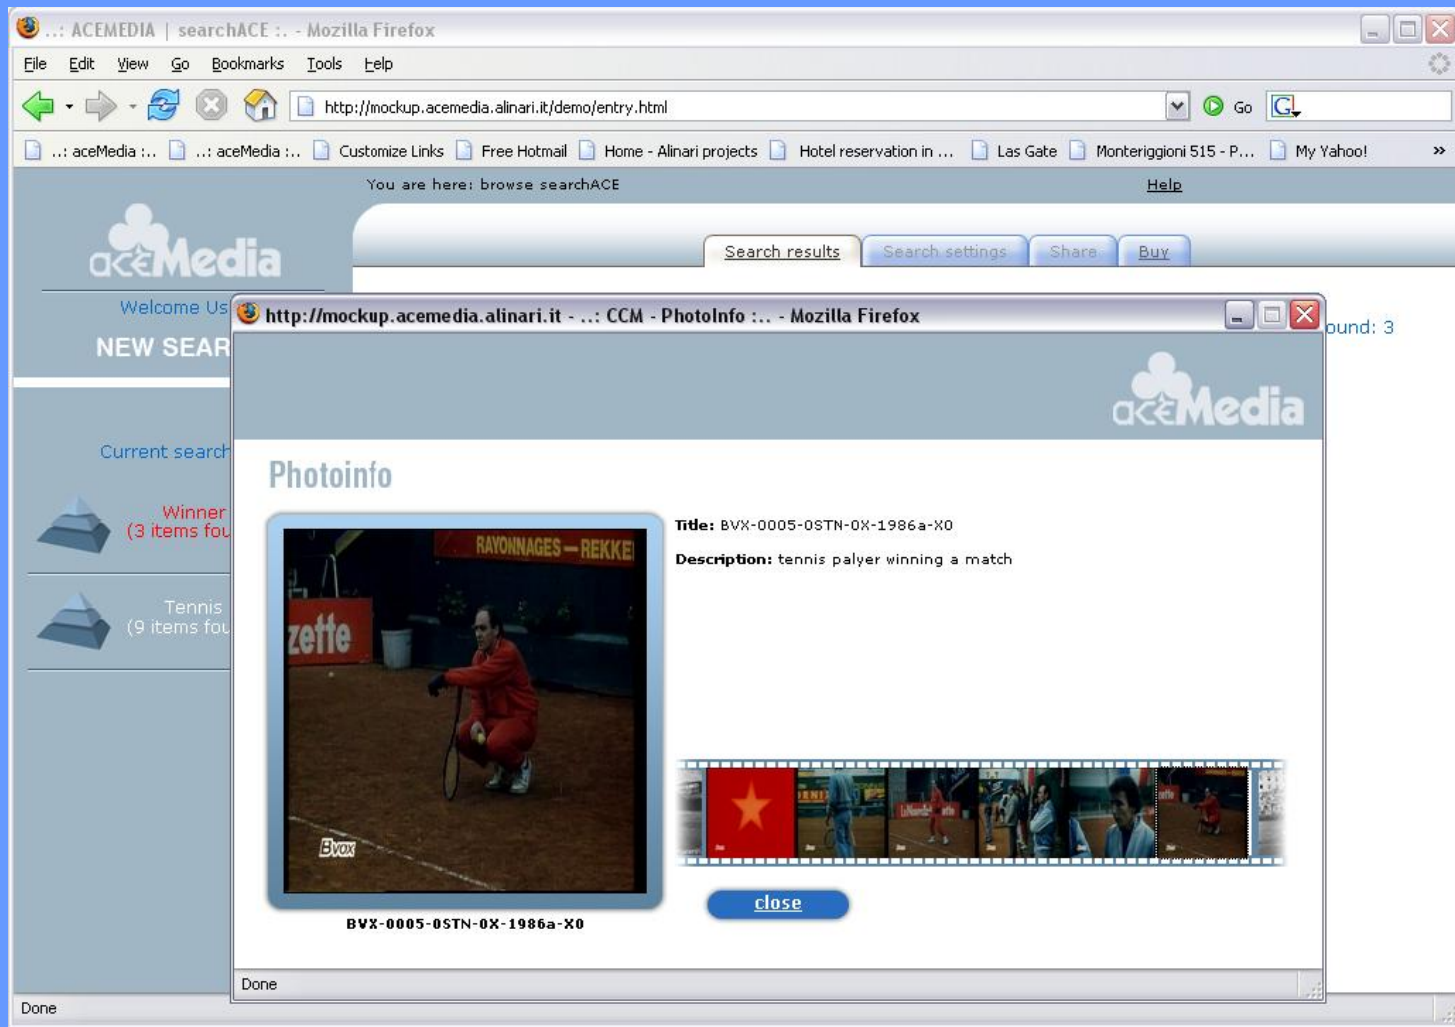 ..: ACEMEDIA | searchACE :.. - Mozilla Firefox
File Edit View Go Bookmarks Tools Help
http://mockup.acemedia.alinari.it/demo/entry.html Go G
..: aceMedia :.. ..: aceMedia :.. Customize Links Free Hotmail Home - Alinari projects Hotel reservation in ... Las Gate Monteriggioni 515 - P... My Yahoo! »
You are here: browse searchACE Help
aceMedia
Search results Search settings Share Buy
Welcome Us
ound: 3
NEW SEAR
Current search
Winner
(3 items fou
Tennis
(9 items fou
http://mockup.acemedia.alinari.it - ..: CCM - PhotoInfo :.. - Mozilla Firefox
aceMedia
Photoinfo
RAYONNAGES — REKKE
zette
Bvox
BVX-0005-0STN-0X-1986a-X0
Title: BVX-0005-0STN-0X-1986a-X0
Description: tennis palyer winning a match
close
Done
Done